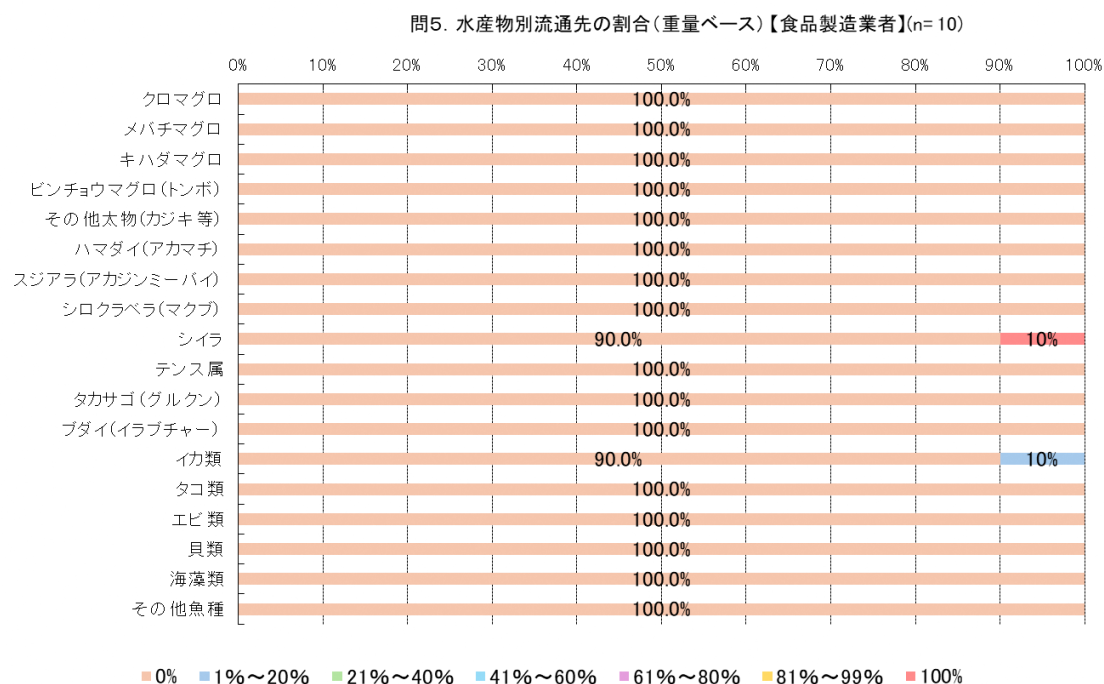 問5. 水産物別流通先の割合(重量ベース)【食品製造業者】(n=10)
0% 10% 20% 30% 40% 50% 60% 70% 80% 90% 100%
クロマグロ 100.0%
メバチマグロ 100.0%
キハダマグロ 100.0%
ビンチョウマグロ(トンボ) 100.0%
その他太物(カジキ等) 100.0%
ハマダイ(アカマチ) 100.0%
スジアラ(アカジンミーバイ) 100.0%
シロクラベラ(マクブ) 100.0%
シイラ 90.0% 10%
テンス属 100.0%
タカサゴ(グルクン) 100.0%
ブダイ(イラブチャー) 100.0%
イカ類 90.0% 10%
タコ類 100.0%
エビ類 100.0%
貝類 100.0%
海藻類 100.0%
その他魚種 100.0%
0% 1%～20% 21%～40% 41%～60% 61%～80% 81%～99% 100%